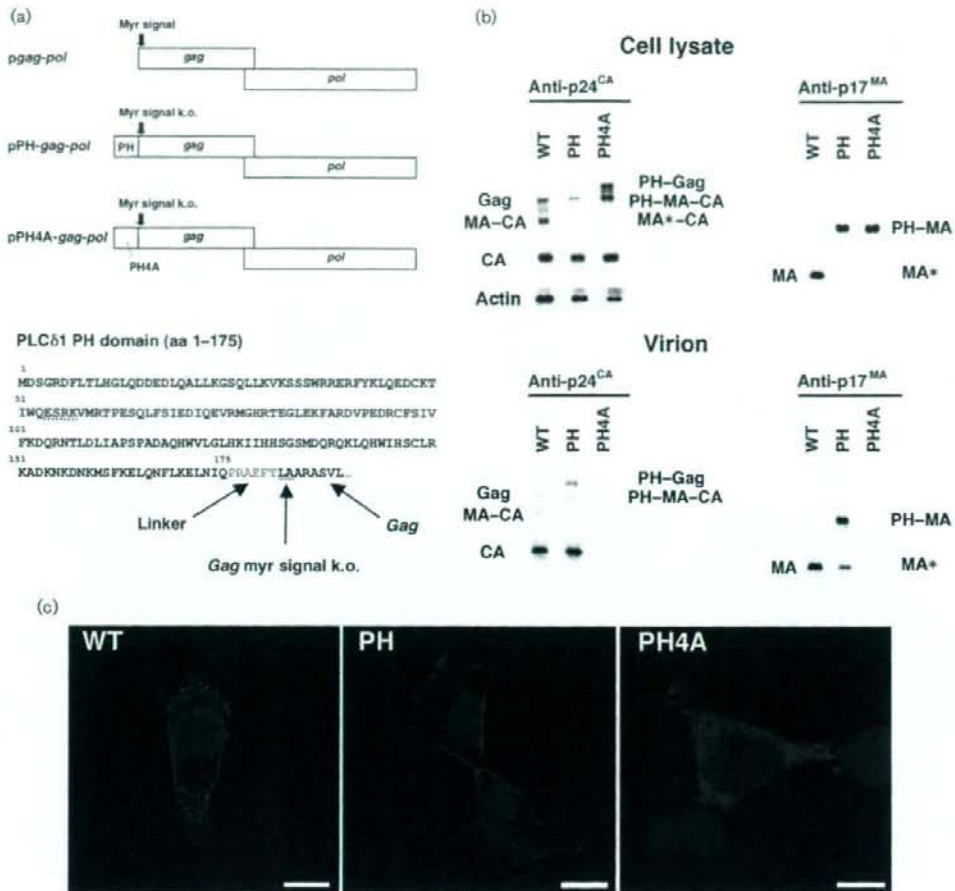 (a)
Myr signal
pgag-pol
gag
pol
Myr signal k.o.
pPH-gag-pol
PH
gag
pol
Myr signal k.o.
pPH4A-gag-pol
gag
PH4A
pol
PLCδ1 PH domain (aa 1–175)
1
MDSGRDFLTLHGLQDDEDLQALLKGSQLLKVKSSSWRRERFYKLQEDCKT
51
IWQESRKVMRTPESQLFSIEDIQEVRMGHRTEGLEKFARDVPEDRCFSIV
101
FKDQRNTLDLIAPSPADAQHWVLGLHKIIHHSGSMDQRQKLQHWIHSCLR
151
175
KADKNKDNKMSFKELQNFLKELNIQPRAEFTLAARASVL...
Linker
Gag
Gag myr signal k.o.
(b)
Cell lysate
Anti-p24CA
Anti-p17MA
WT
PH
PH4A
WT
PH
PH4A
Gag
MA–CA
PH–Gag
PH–MA–CA
MA*–CA
PH–MA
CA
MA
MA*
Actin
Virion
Anti-p24CA
Anti-p17MA
WT
PH
PH4A
WT
PH
PH4A
Gag
MA–CA
PH–Gag
PH–MA–CA
PH–MA
CA
MA
MA*
(c)
WT
PH
PH4A